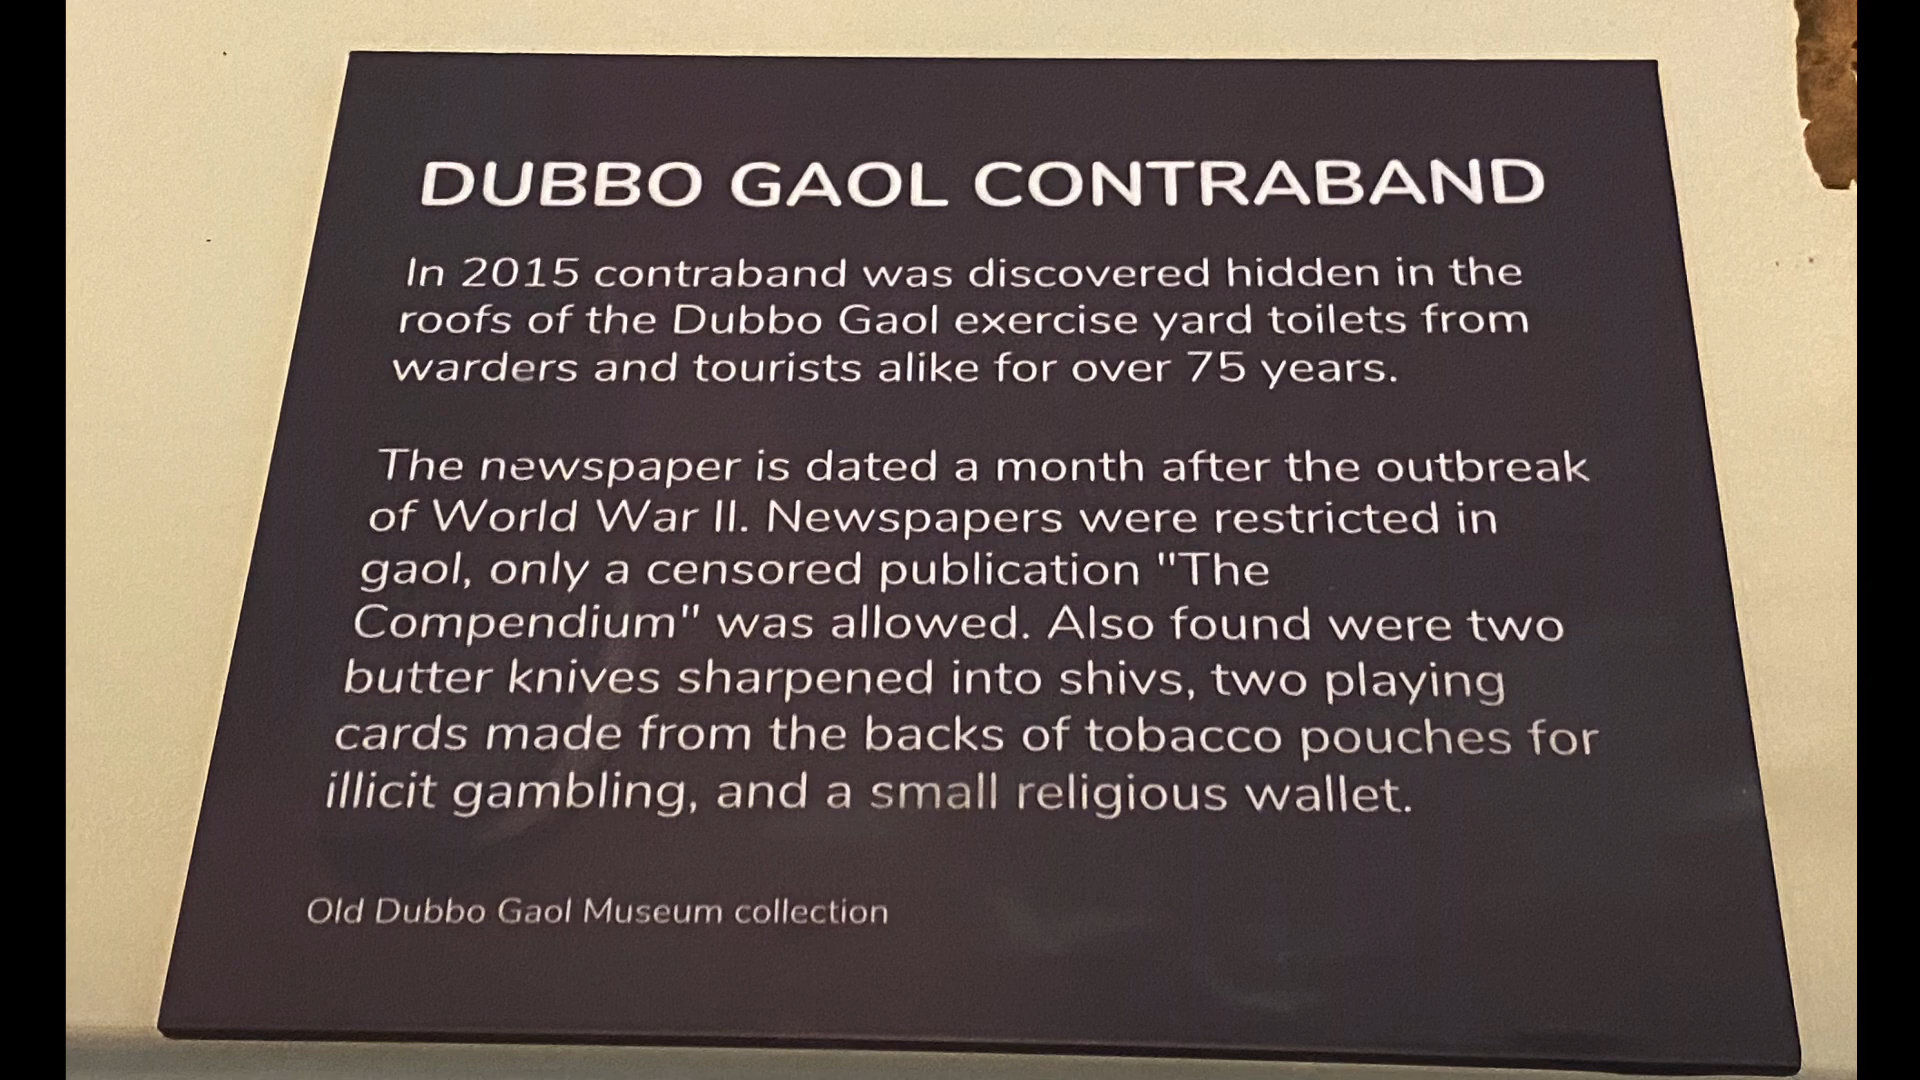 DUBBO GAOL CONTRABAND
In 2015 contraband was discovered hidden in the
roofs of the Dubbo Gaol exercise yard toilets from
warders and tourists alike for over 75 years.
The newspaper is dated a month after the outbreak
of World War II. Newspapers were restricted in
gaol, only a censored publication "The
Compendium" was allowed. Also found were two
butter knives sharpened into shivs, two playing
cards made from the backs of tobacco pouches for
illicit gambling, and a small religious wallet.
Old Dubbo Gaol Museum collection